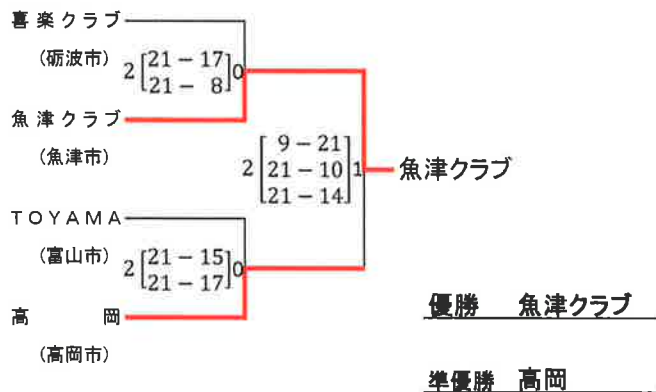 喜楽クラブ
(砺波市)
2 [21 - 17] 0
[21 - 8]
魚津クラブ
(魚津市)
2 [9 - 21] 1
[21 - 10]
[21 - 14]
魚津クラブ
TOYAMA
(富山市)
2 [21 - 15] 0
[21 - 17]
高岡
(高岡市)
優勝 魚津クラブ
準優勝 高岡